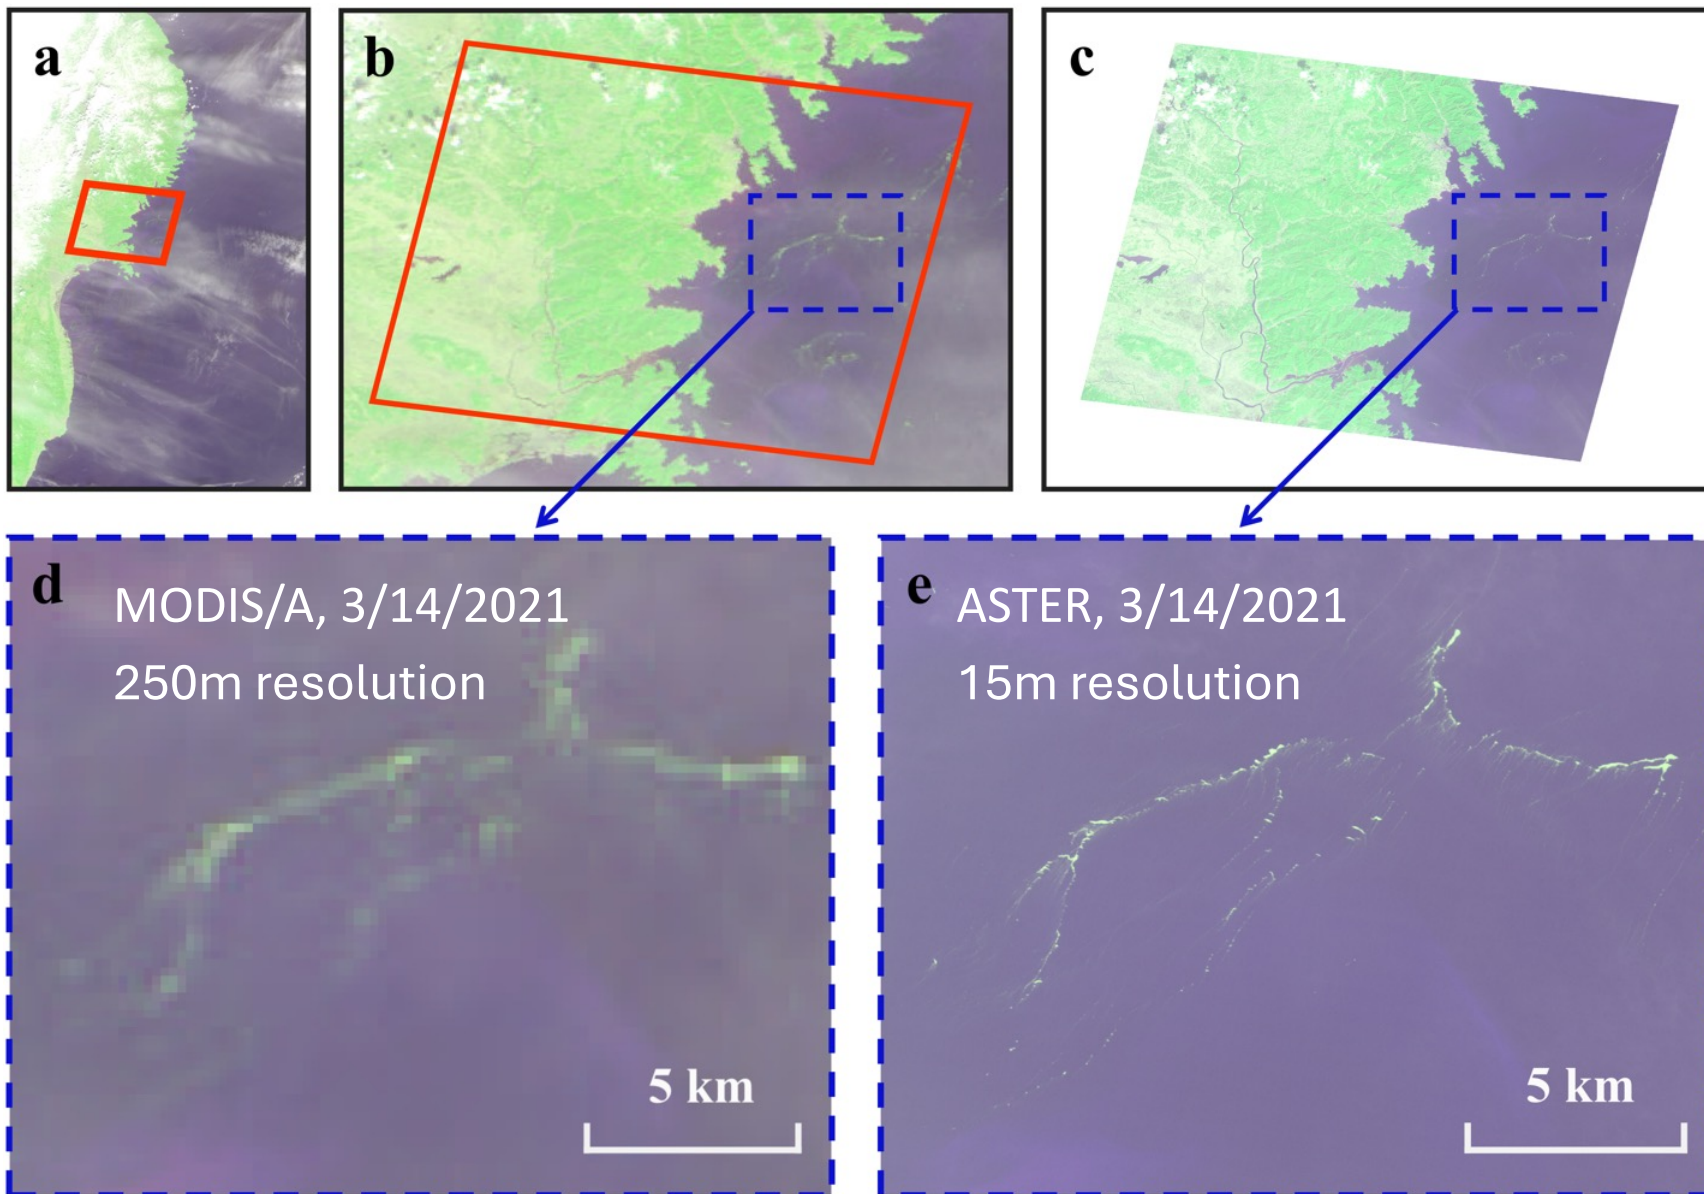 a
b
c
d
MODIS/A, 3/14/2021
250m resolution
5 km
e
ASTER, 3/14/2021
15m resolution
5 km